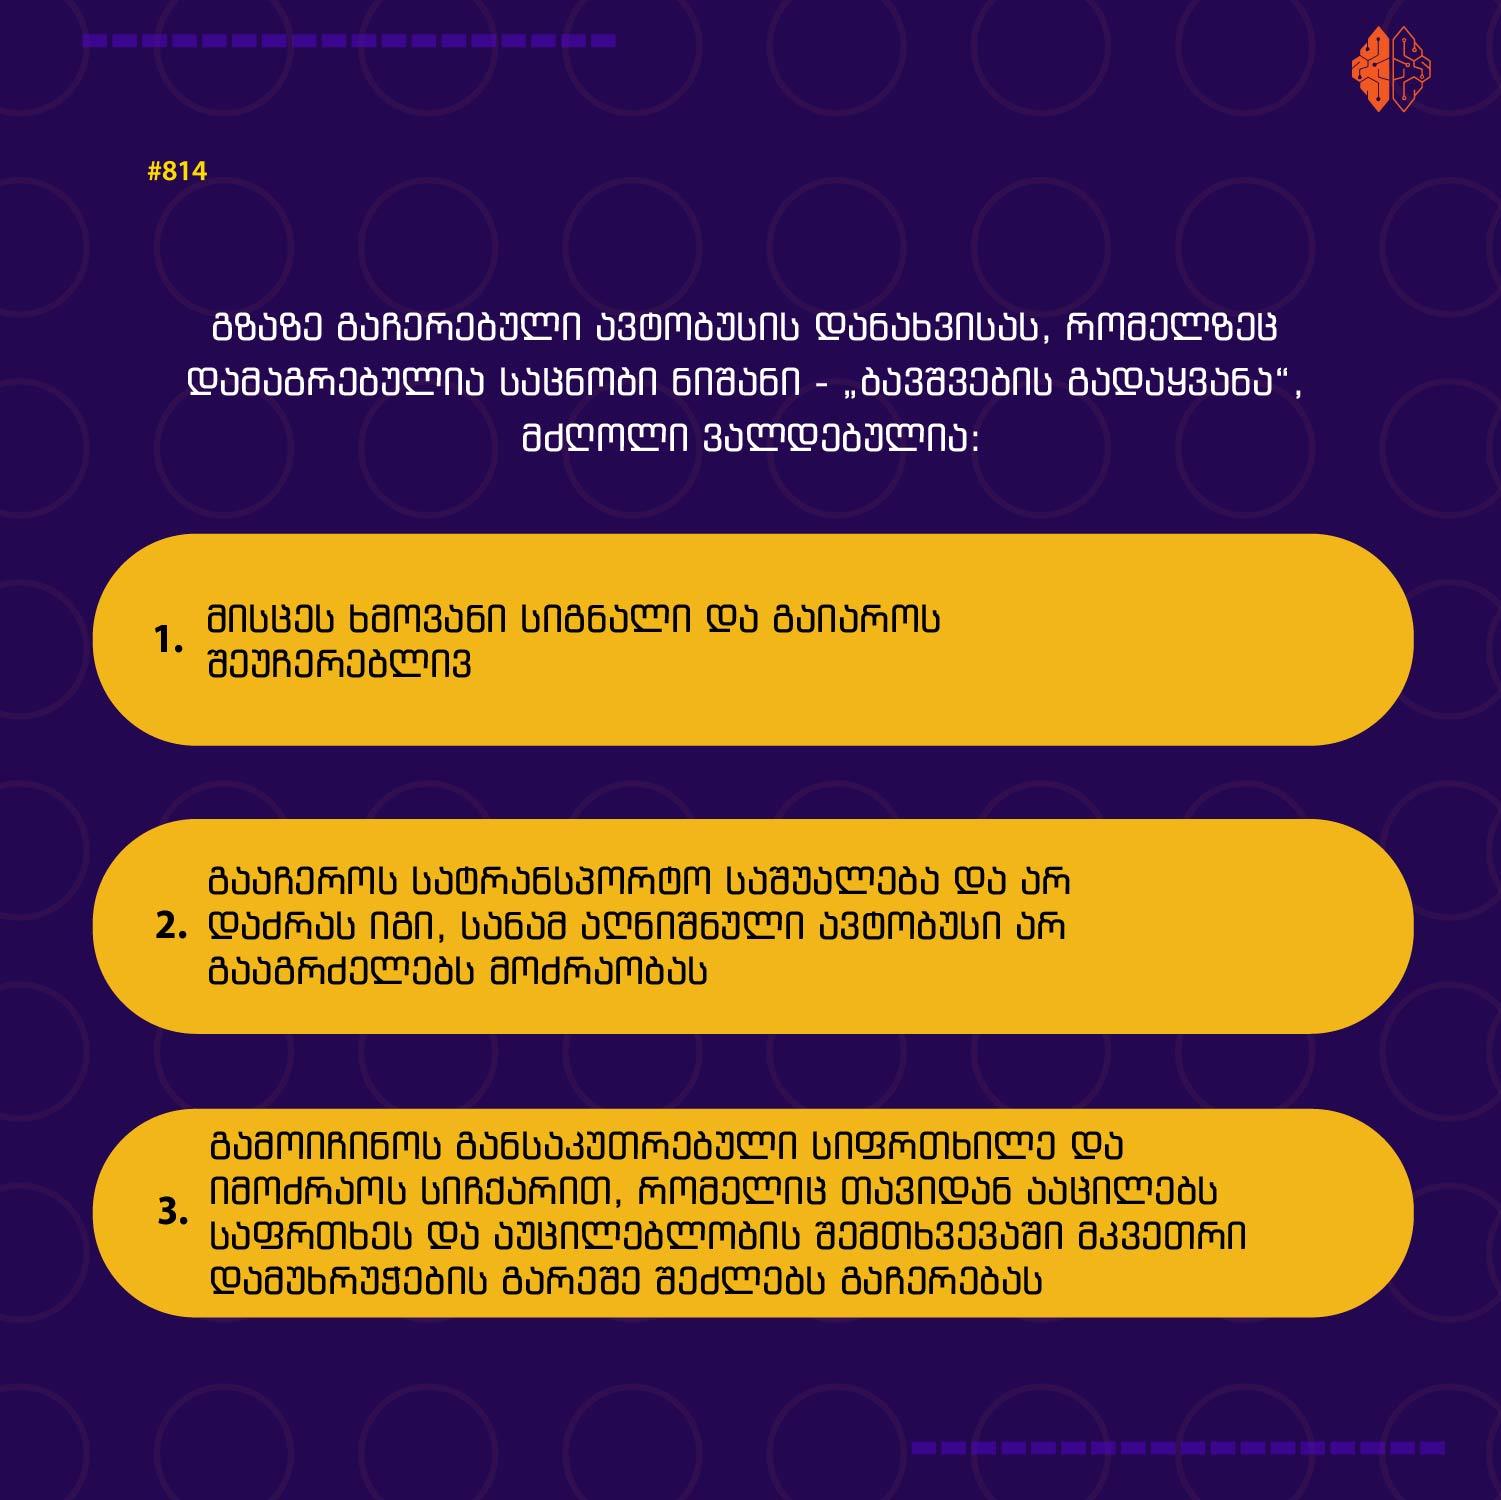 #814
გზაზე გაჩერებული ავტობუსის დანახვისას, რომელზეც
დამაგრებულია საცნობი ნიშანი - „ბავშვების გადაყვანა“,
მძღოლი ვალდებულია:
1. მისცეს ხმოვანი სიგნალი და გაიაროს
შეუჩერებლივ
გააჩეროს სატრანსპორტო საშუალება და არ
2. დაძრას იგი, სანამ აღნიშნული ავტობუსი არ
გააგრძელებს მოძრაობას
გამოიჩინოს განსაკუთრებული სიფრთხილე და
იმოძრაოს სიჩქარით, რომელიც თავიდან ააცილებს
3. საფრთხეს და აუცილებლობის შემთხვევაში მკვეთრი
დამუხრუჭების გარეშე შეძლებს გაჩერებას